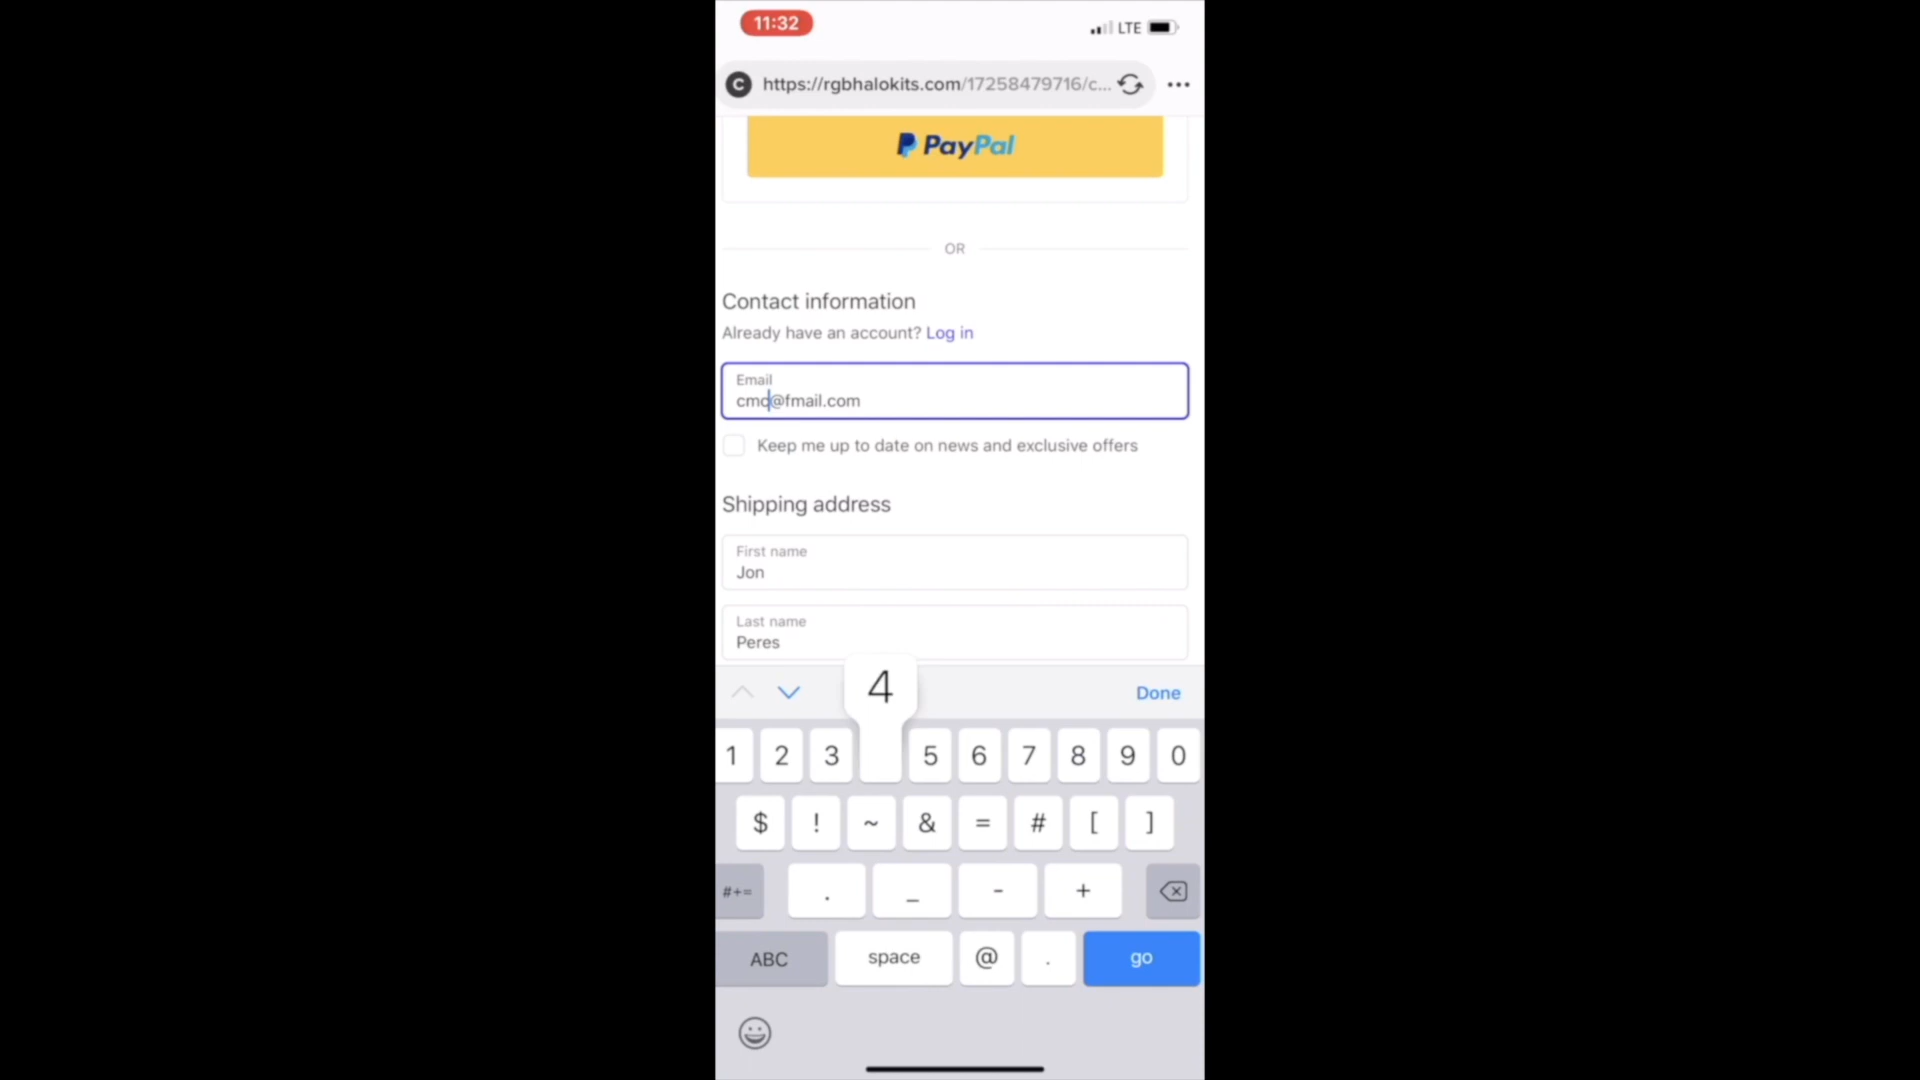 11:32
LTE
C https://rgbhalokits.com/17258479716/c...
PayPal
OR
Contact information
Already have an account? Log in
Email
cmc@fmail.com
Keep me up to date on news and exclusive offers
Shipping address
First name
Jon
Last name
Peres
4
Done
1 2 3 5 6 7 8 9 0
$ ! ~ & = # [ ]
#+= . _ - +
ABC space @ . go